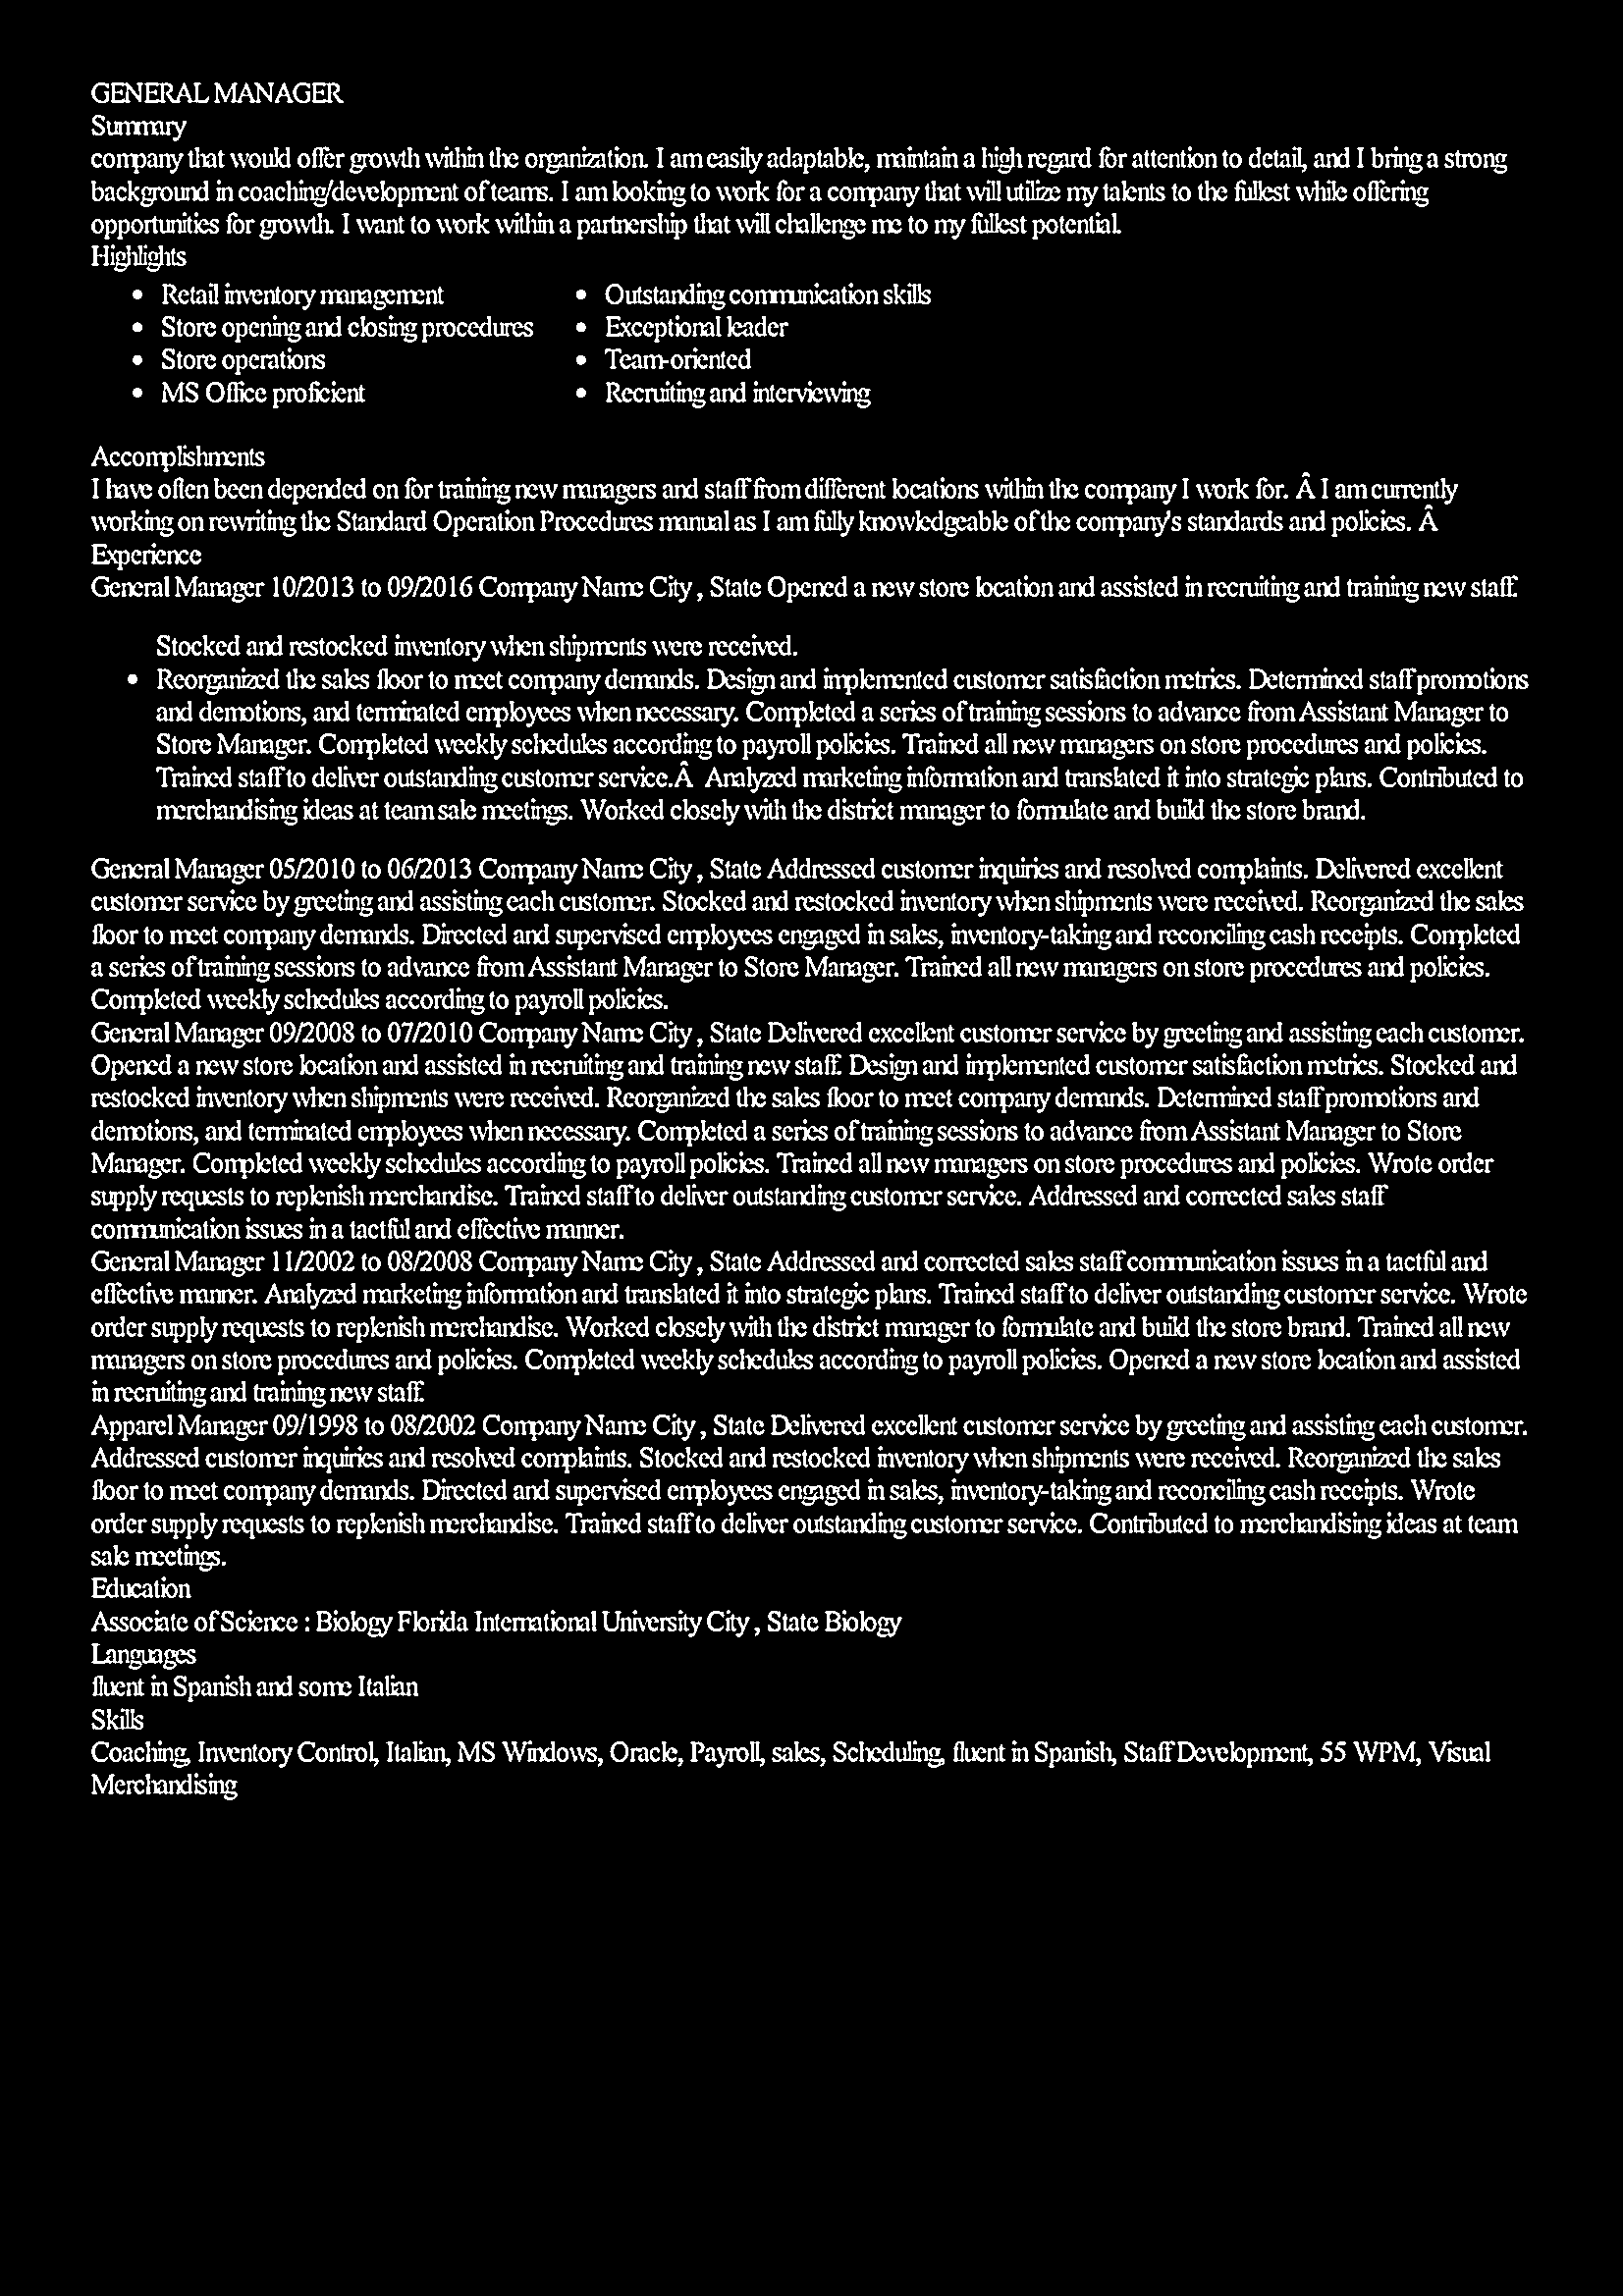 GENERAL MANAGER
Summary
company that would offer growth within the organization. I am easily adaptable, maintain a high regard for attention to detail, and I bring a strong
background in coaching/development of teams. I am looking to work for a company that will utilize my talents to the fullest while offering
opportunities for growth. I want to work within a partnership that will challenge me to my fullest potential.
Highlights
• Retail inventory management
• Store opening and closing procedures
• Store operations
• MS Office proficient
• Outstanding communication skills
• Exceptional leader
• Team-oriented
• Recruiting and interviewing
Accomplishments
I have often been depended on for training new managers and staff from different locations within the company I work for. Â I am currently
working on rewriting the Standard Operation Procedures manual as I am fully knowledgeable of the company's standards and policies. Â
Experience
General Manager 10/2013 to 09/2016 Company Name City , State Opened a new store location and assisted in recruiting and training new staff.
Stocked and restocked inventory when shipments were received.
• Reorganized the sales floor to meet company demands. Design and implemented customer satisfaction metrics. Determined staff promotions
and demotions, and terminated employees when necessary. Completed a series of training sessions to advance from Assistant Manager to
Store Manager. Completed weekly schedules according to payroll policies. Trained all new managers on store procedures and policies.
Trained staff to deliver outstanding customer service.Â  Analyzed marketing information and translated it into strategic plans. Contributed to
merchandising ideas at team sale meetings. Worked closely with the district manager to formulate and build the store brand.
General Manager 05/2010 to 06/2013 Company Name City , State Addressed customer inquiries and resolved complaints. Delivered excellent
customer service by greeting and assisting each customer. Stocked and restocked inventory when shipments were received. Reorganized the sales
floor to meet company demands. Directed and supervised employees engaged in sales, inventory-taking and reconciling cash receipts. Completed
a series of training sessions to advance from Assistant Manager to Store Manager. Trained all new managers on store procedures and policies.
Completed weekly schedules according to payroll policies.
General Manager 09/2008 to 07/2010 Company Name City , State Delivered excellent customer service by greeting and assisting each customer.
Opened a new store location and assisted in recruiting and training new staff. Design and implemented customer satisfaction metrics. Stocked and
restocked inventory when shipments were received. Reorganized the sales floor to meet company demands. Determined staff promotions and
demotions, and terminated employees when necessary. Completed a series of training sessions to advance from Assistant Manager to Store
Manager. Completed weekly schedules according to payroll policies. Trained all new managers on store procedures and policies. Wrote order
supply requests to replenish merchandise. Trained staff to deliver outstanding customer service. Addressed and corrected sales staff
communication issues in a tactful and effective manner.
General Manager 11/2002 to 08/2008 Company Name City , State Addressed and corrected sales staff communication issues in a tactful and
effective manner. Analyzed marketing information and translated it into strategic plans. Trained staff to deliver outstanding customer service. Wrote
order supply requests to replenish merchandise. Worked closely with the district manager to formulate and build the store brand. Trained all new
managers on store procedures and policies. Completed weekly schedules according to payroll policies. Opened a new store location and assisted
in recruiting and training new staff.
Apparel Manager 09/1998 to 08/2002 Company Name City , State Delivered excellent customer service by greeting and assisting each customer.
Addressed customer inquiries and resolved complaints. Stocked and restocked inventory when shipments were received. Reorganized the sales
floor to meet company demands. Directed and supervised employees engaged in sales, inventory-taking and reconciling cash receipts. Wrote
order supply requests to replenish merchandise. Trained staff to deliver outstanding customer service. Contributed to merchandising ideas at team
sale meetings.
Education
Associate of Science : Biology Florida International University City , State Biology
Languages
fluent in Spanish and some Italian
Skills
Coaching, Inventory Control, Italian, MS Windows, Oracle, Payroll, sales, Scheduling, fluent in Spanish, Staff Development, 55 WPM, Visual
Merchandising